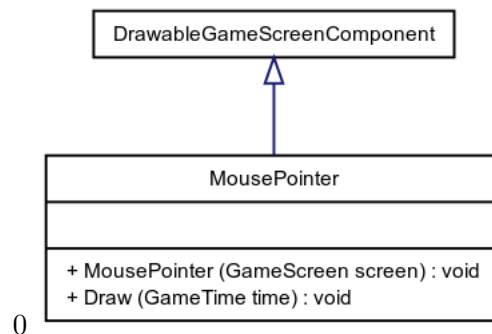 DrawableGameScreenComponent
MousePointer
+ MousePointer (GameScreen screen) : void
+ Draw (GameTime time) : void
0